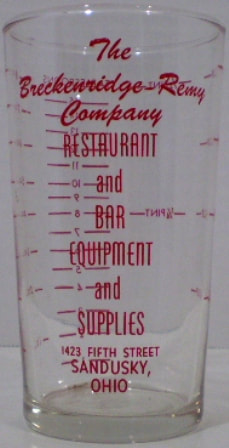 The
Breckenridge-Remy
Company
RESTAURANT
and
BAR
EQUIPMENT
and
SUPPLIES
1423 FIFTH STREET
SANDUSKY,
OHIO